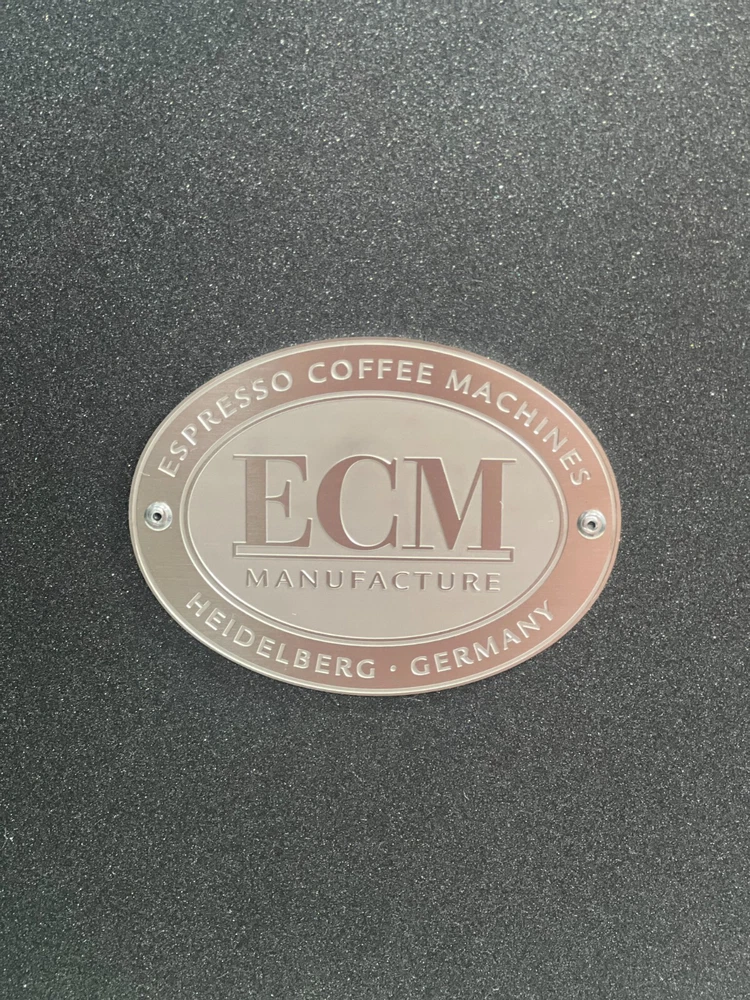 ESPRESSO COFFEE MACHINES
ECM
MANUFACTURE
HEIDELBERG · GERMANY